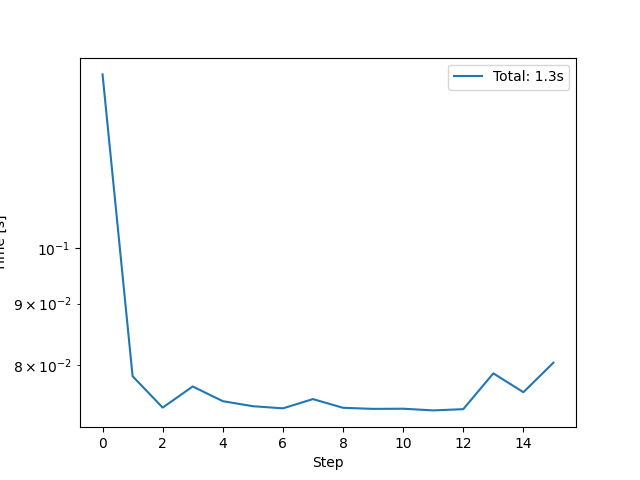 Total: 1.3s
Time [s]
10⁻¹
9 × 10⁻²
8 × 10⁻²
0 2 4 6 8 10 12 14
Step